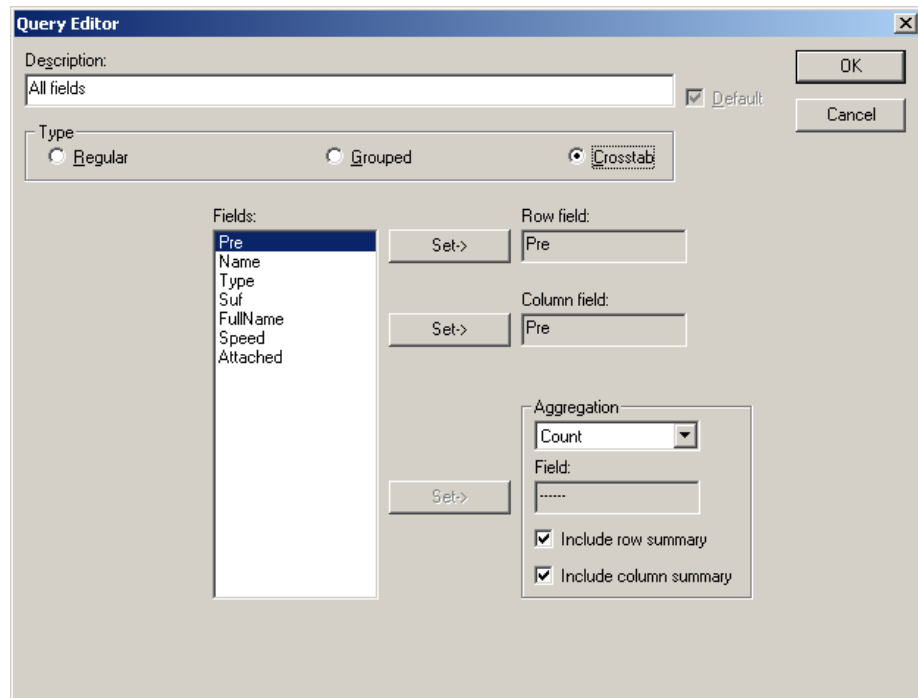 Query Editor
Description:
All fields
Default
OK
Cancel
Type
Regular
Grouped
Crosstab
Fields:
Pre
Name
Type
Suf
FullName
Speed
Attached
Set->
Row field:
Pre
Set->
Column field:
Pre
Set->
Aggregation
Count
Field:
------
Include row summary
Include column summary